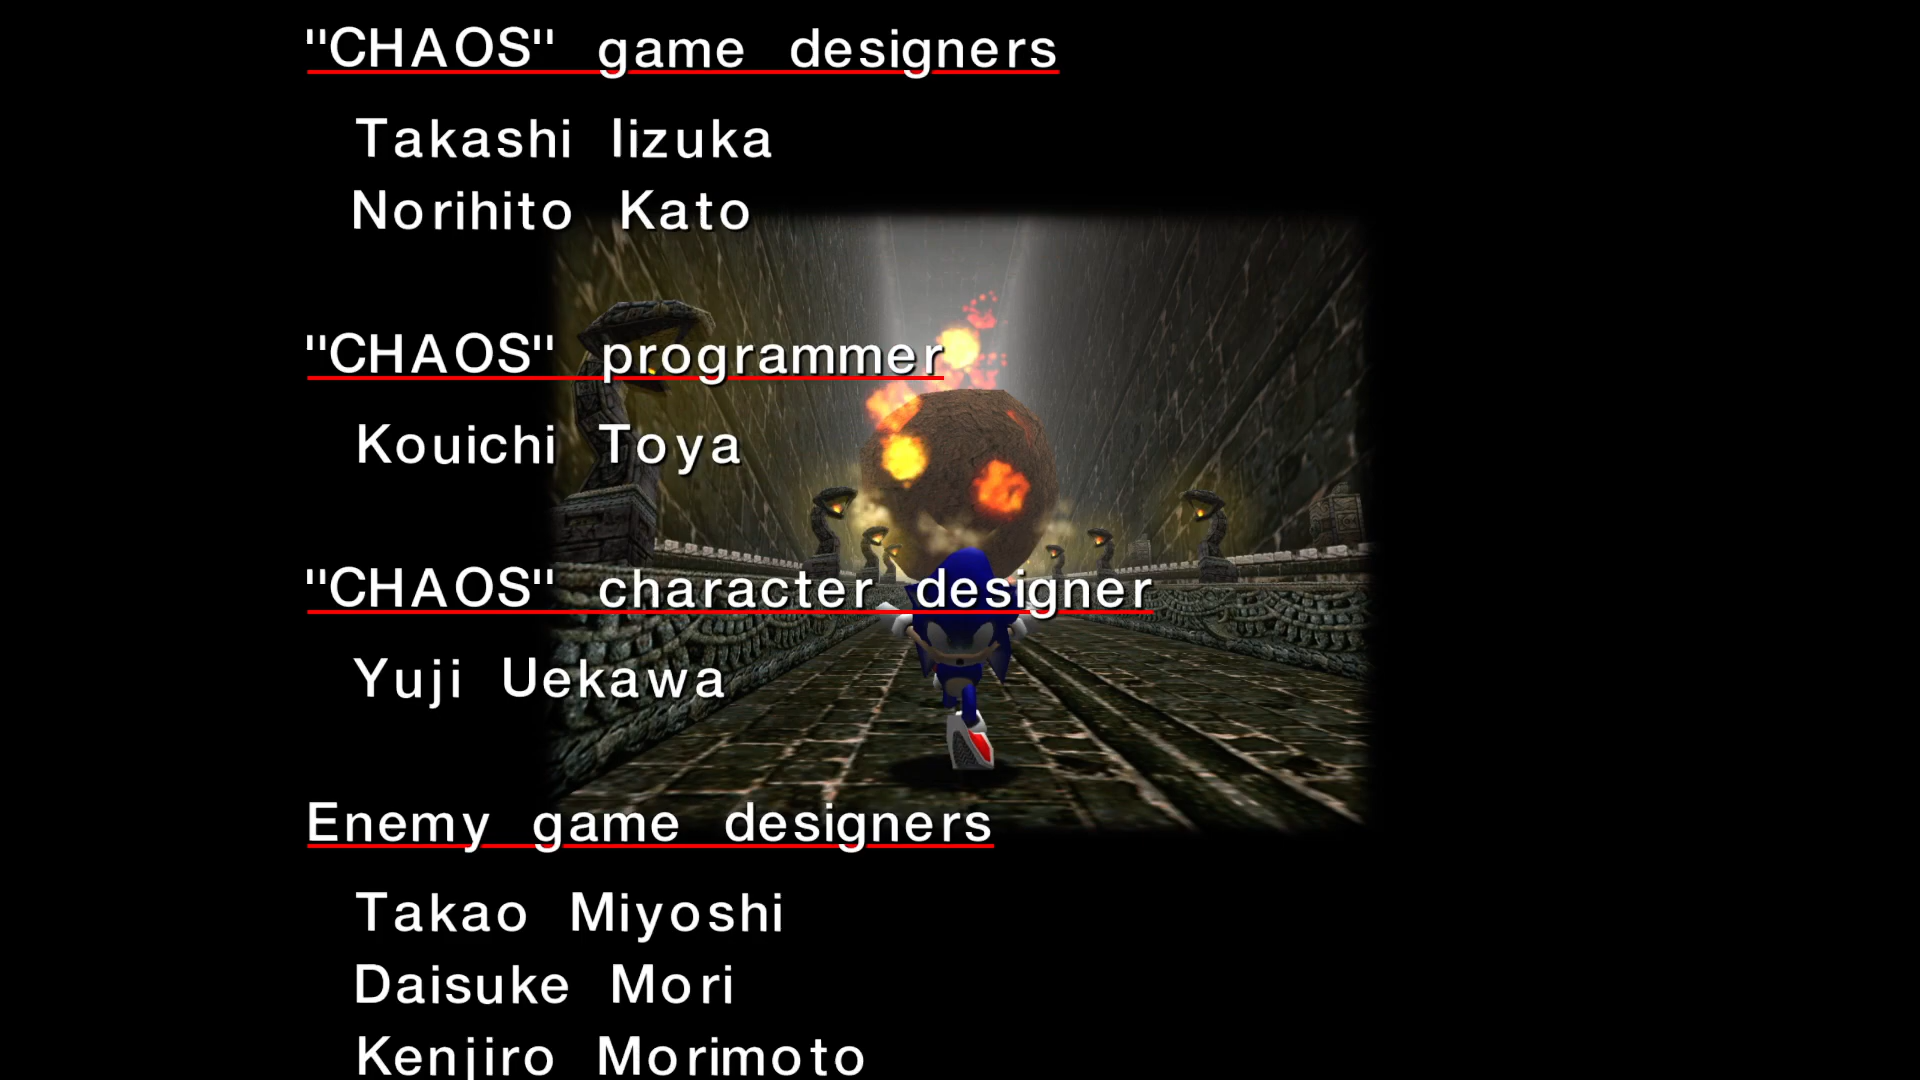 "CHAOS" game designers
Takashi Iizuka
Norihito Kato
"CHAOS" programmer
Kouichi Toya
"CHAOS" character designer
Yuji Uekawa
Enemy game designers
Takao Miyoshi
Daisuke Mori
Kenjiro Morimoto